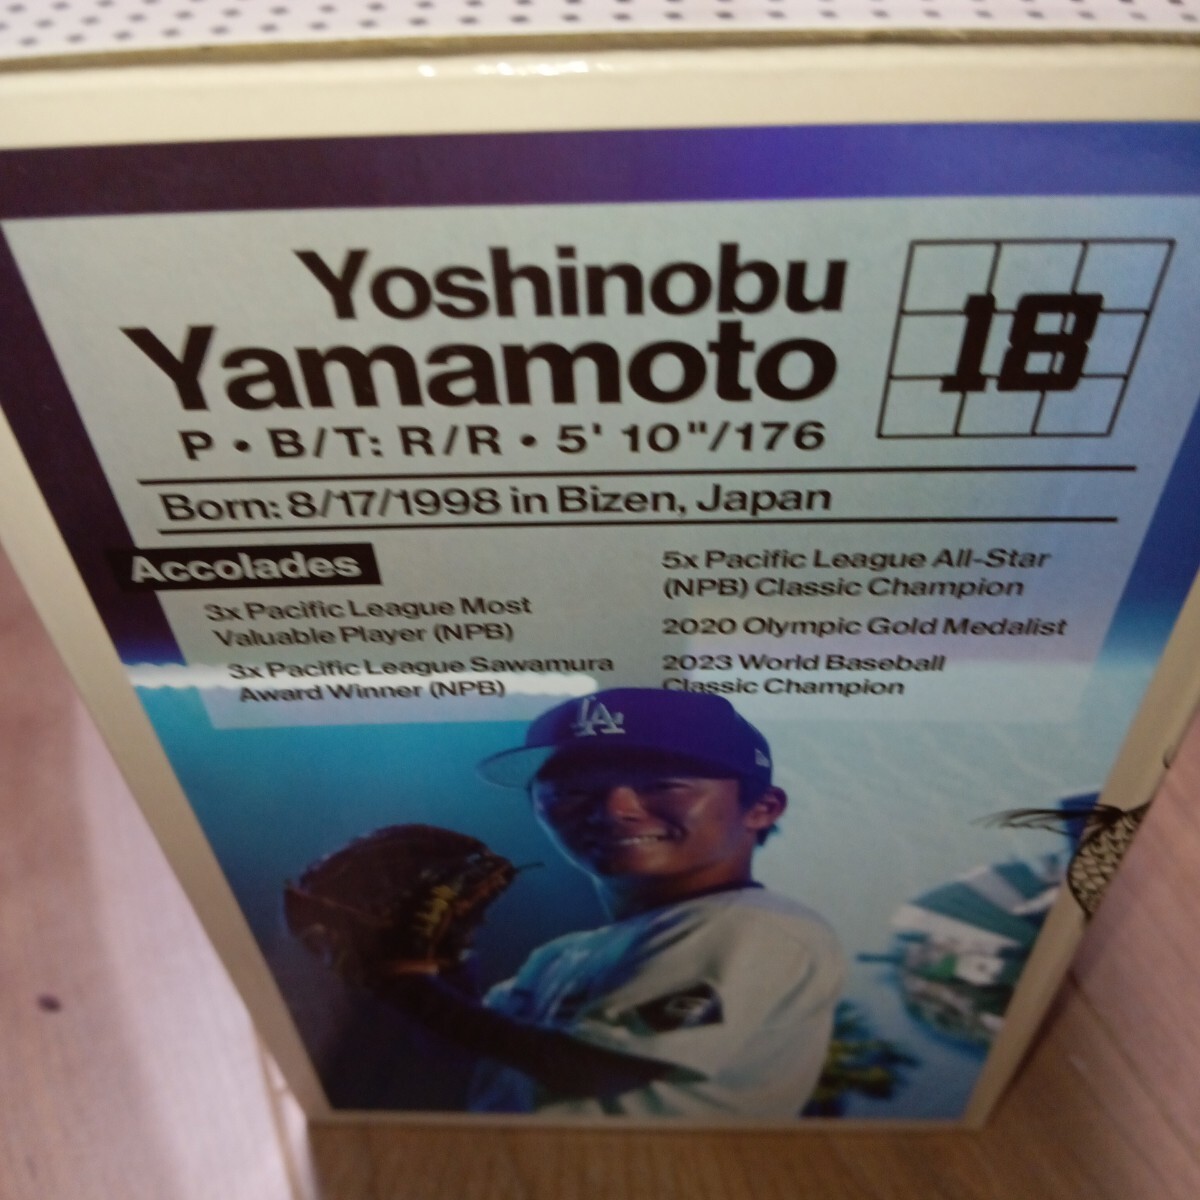 Yoshinobu
Yamamoto
18
P • B/T: R/R • 5' 10"/176
Born: 8/17/1998 in Bizen, Japan
Accolades
3x Pacific League Most
Valuable Player (NPB)
3x Pacific League Sawamura
Award Winner (NPB)
5x Pacific League All-Star
(NPB) Classic Champion
2020 Olympic Gold Medalist
2023 World Baseball
Classic Champion
LA